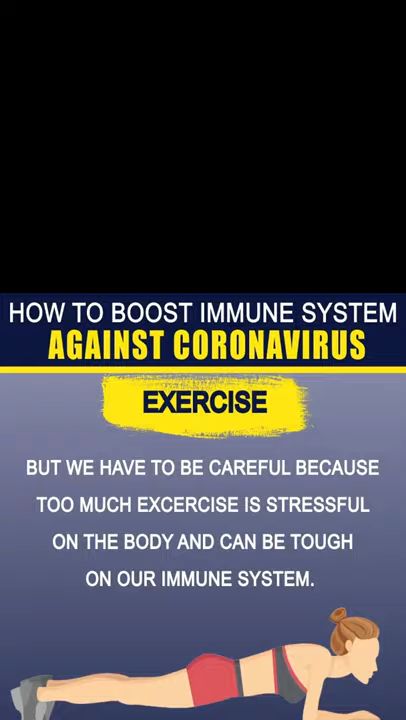 HOW TO BOOST IMMUNE SYSTEM
AGAINST CORONAVIRUS
EXERCISE
BUT WE HAVE TO BE CAREFUL BECAUSE
TOO MUCH EXCERCISE IS STRESSFUL
ON THE BODY AND CAN BE TOUGH
ON OUR IMMUNE SYSTEM.